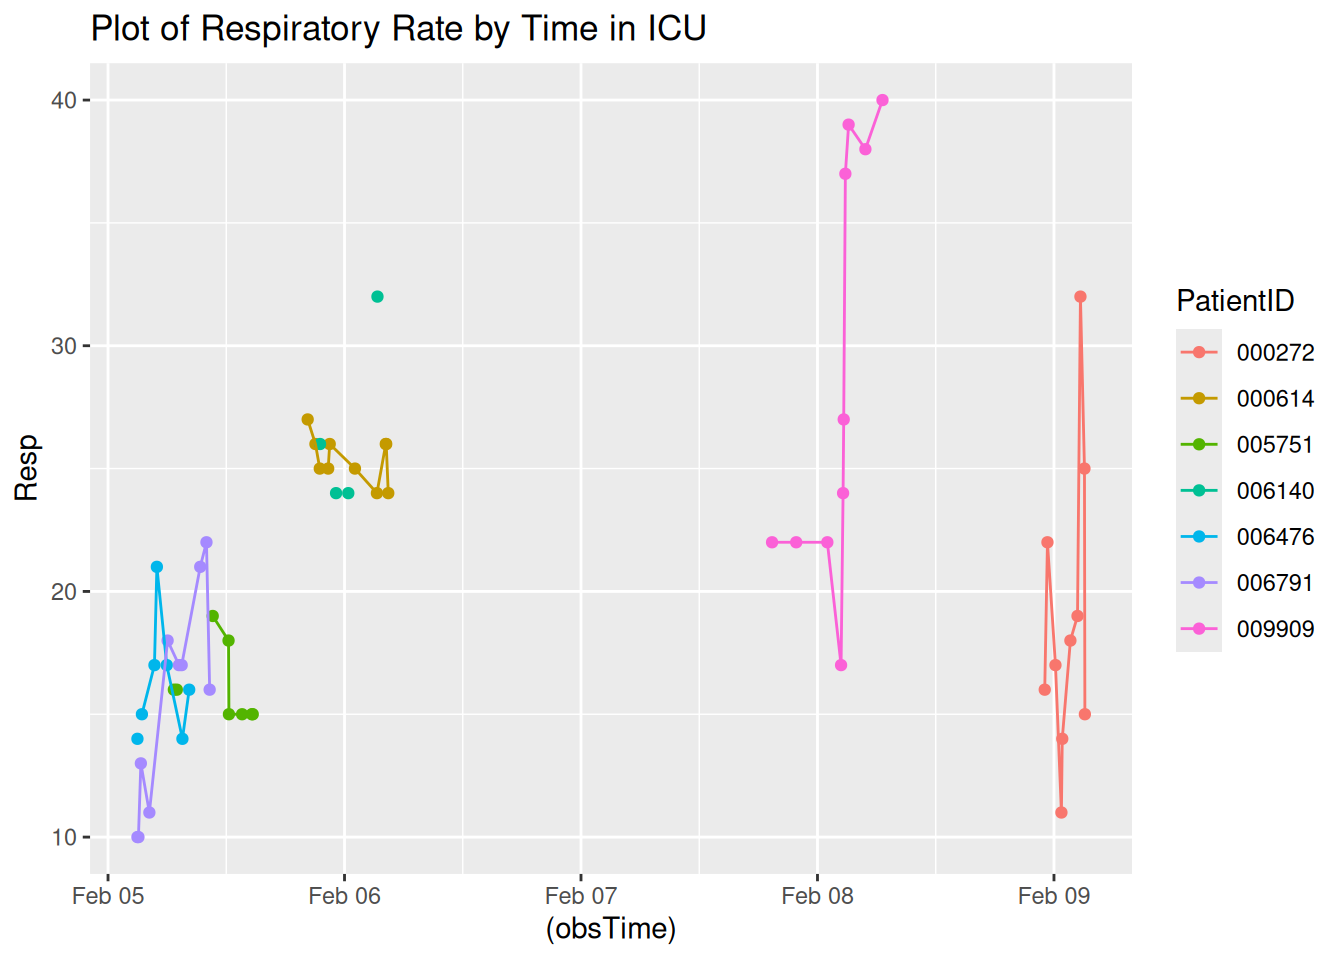 Plot of Respiratory Rate by Time in ICU
Resp
40
30
20
10
Feb 05
Feb 06
Feb 07
Feb 08
Feb 09
(obsTime)
PatientID
000272
000614
005751
006140
006476
006791
009909